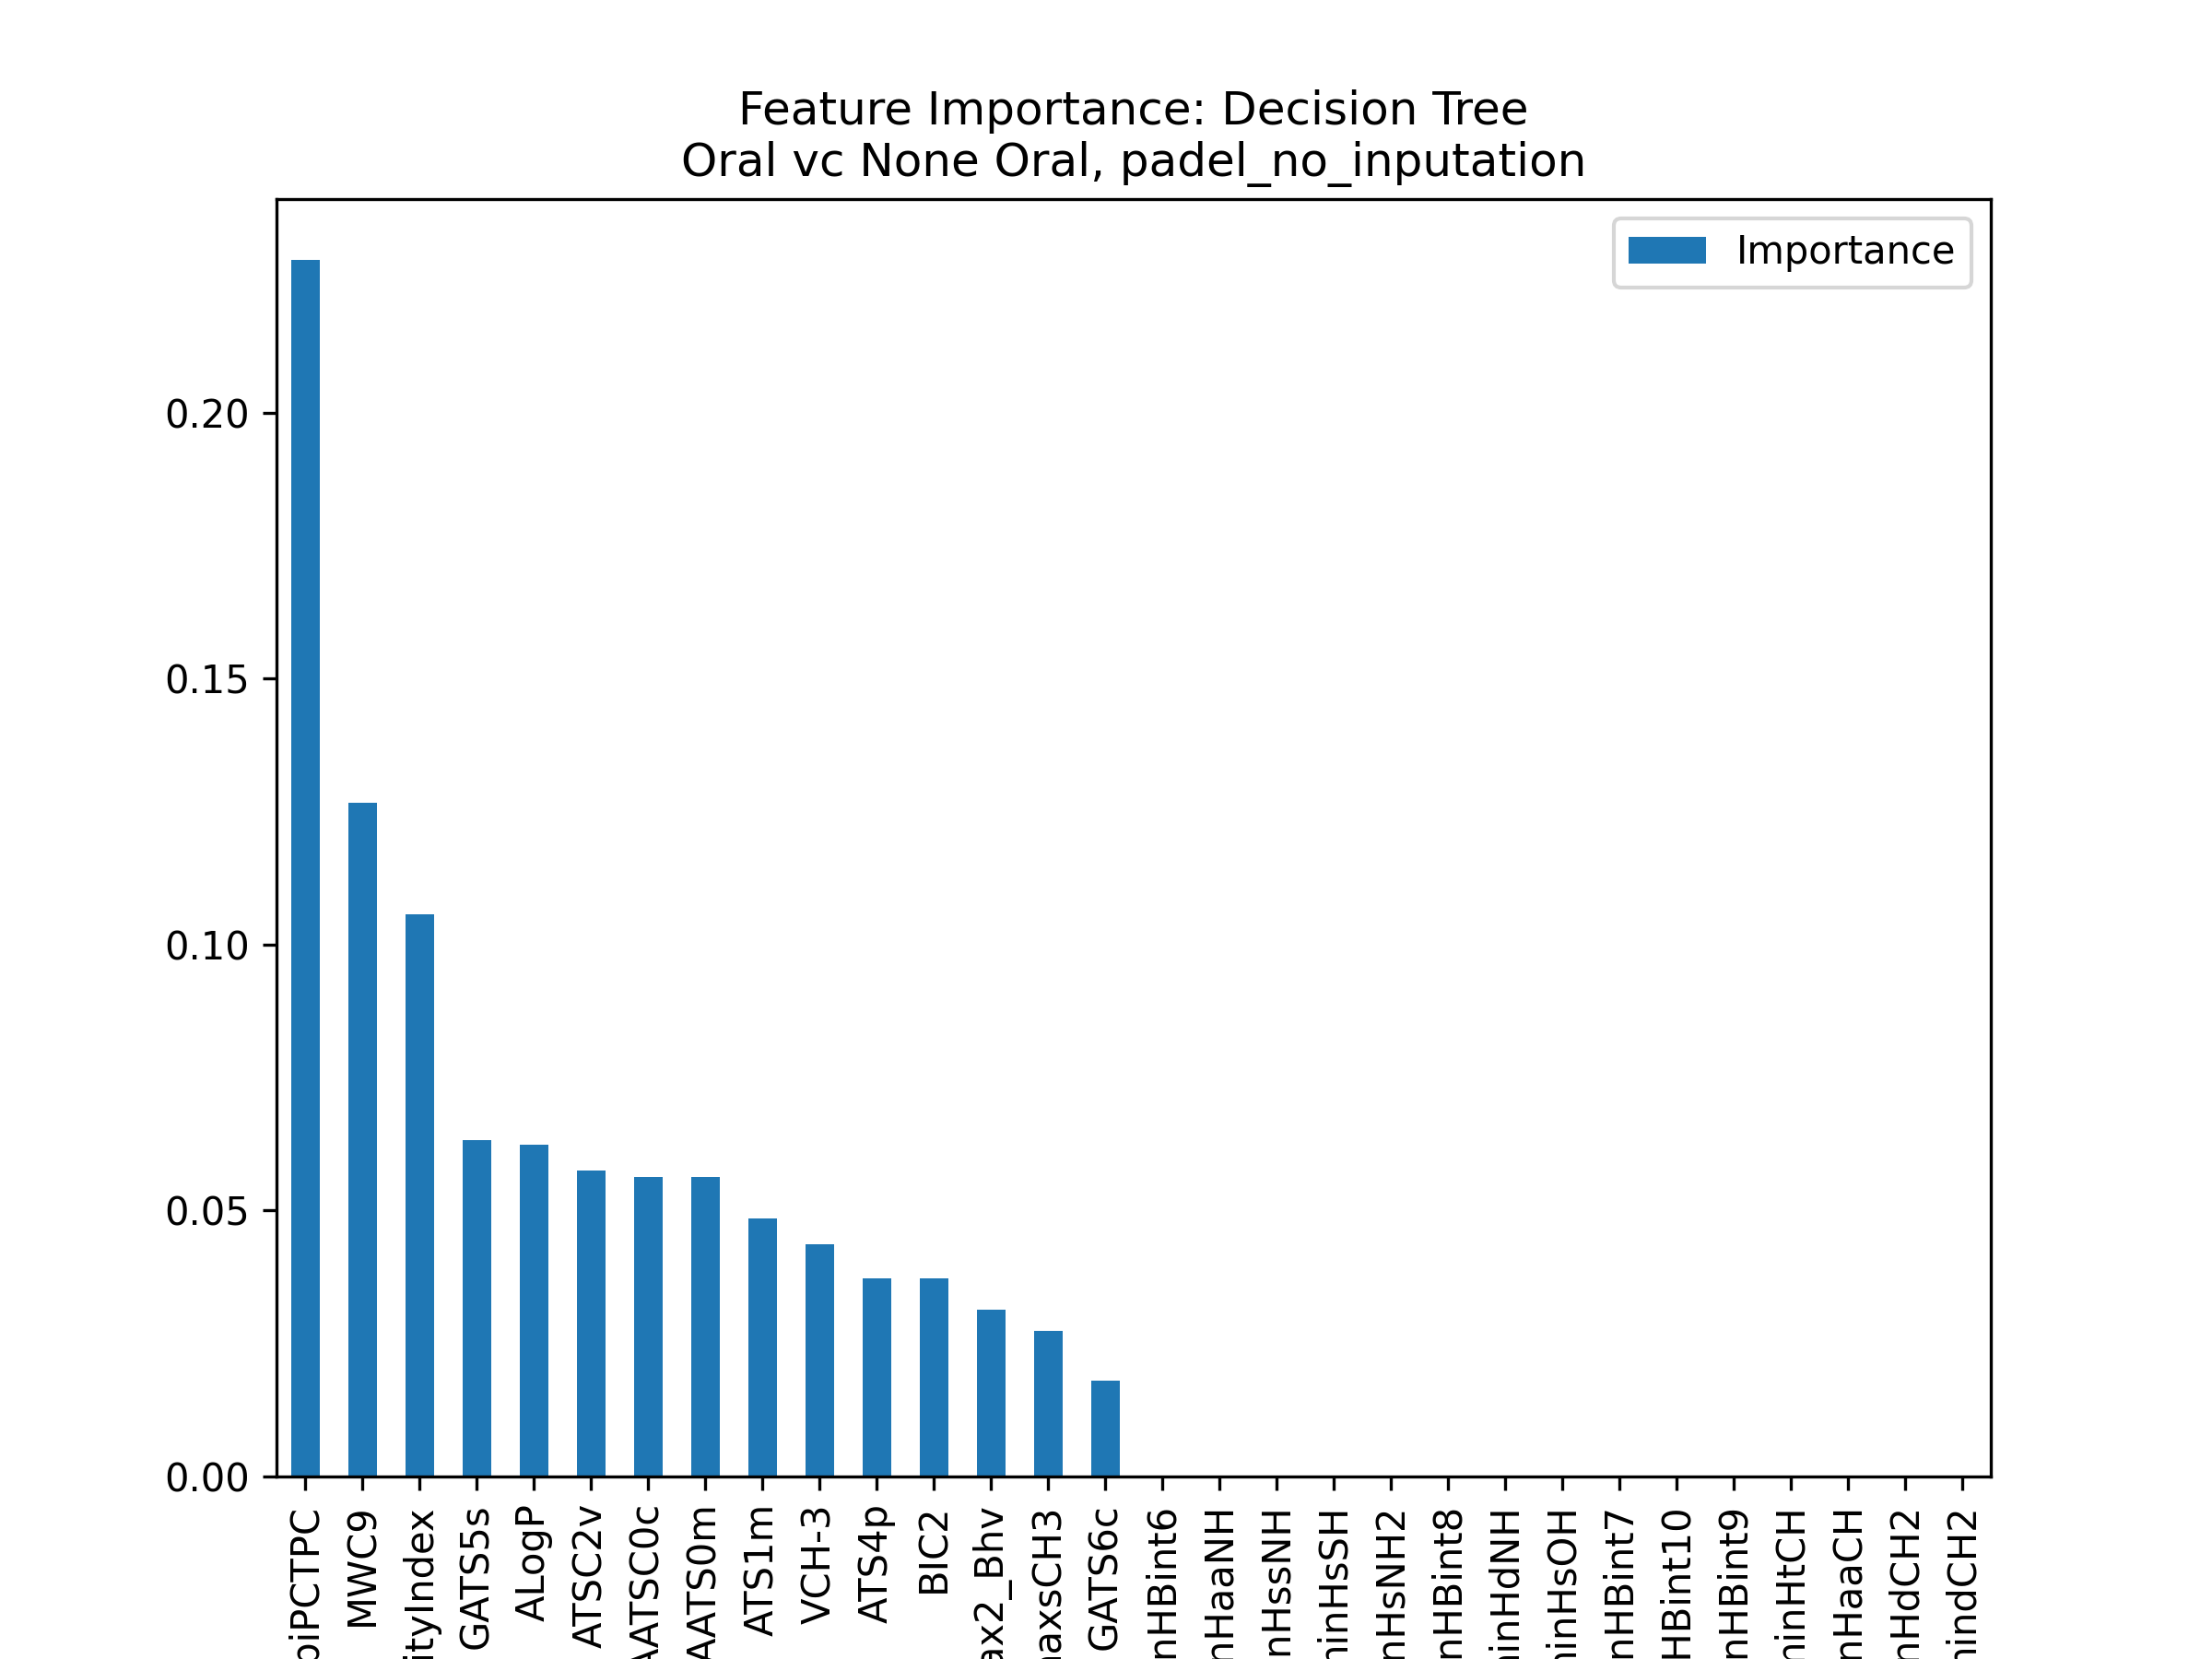 Feature Importance: Decision Tree
Oral vc None Oral, padel_no_inputation
Importance
0.20
0.15
0.10
0.05
0.00
piPCTPC
MWC9
ityIndex
GATS5s
ALogP
ATSC2v
AATSC0c
AATS0m
ATS1m
VCH-3
ATS4p
BIC2
ax2_Bhv
axsCH3
GATS6c
nHBint6
nHaaNH
nHssNH
inHsSH
nHsNH2
nHBint8
inHdNH
inHsOH
nHBint7
HBint10
nHBint9
inHtCH
nHaaCH
nHdCH2
indCH2